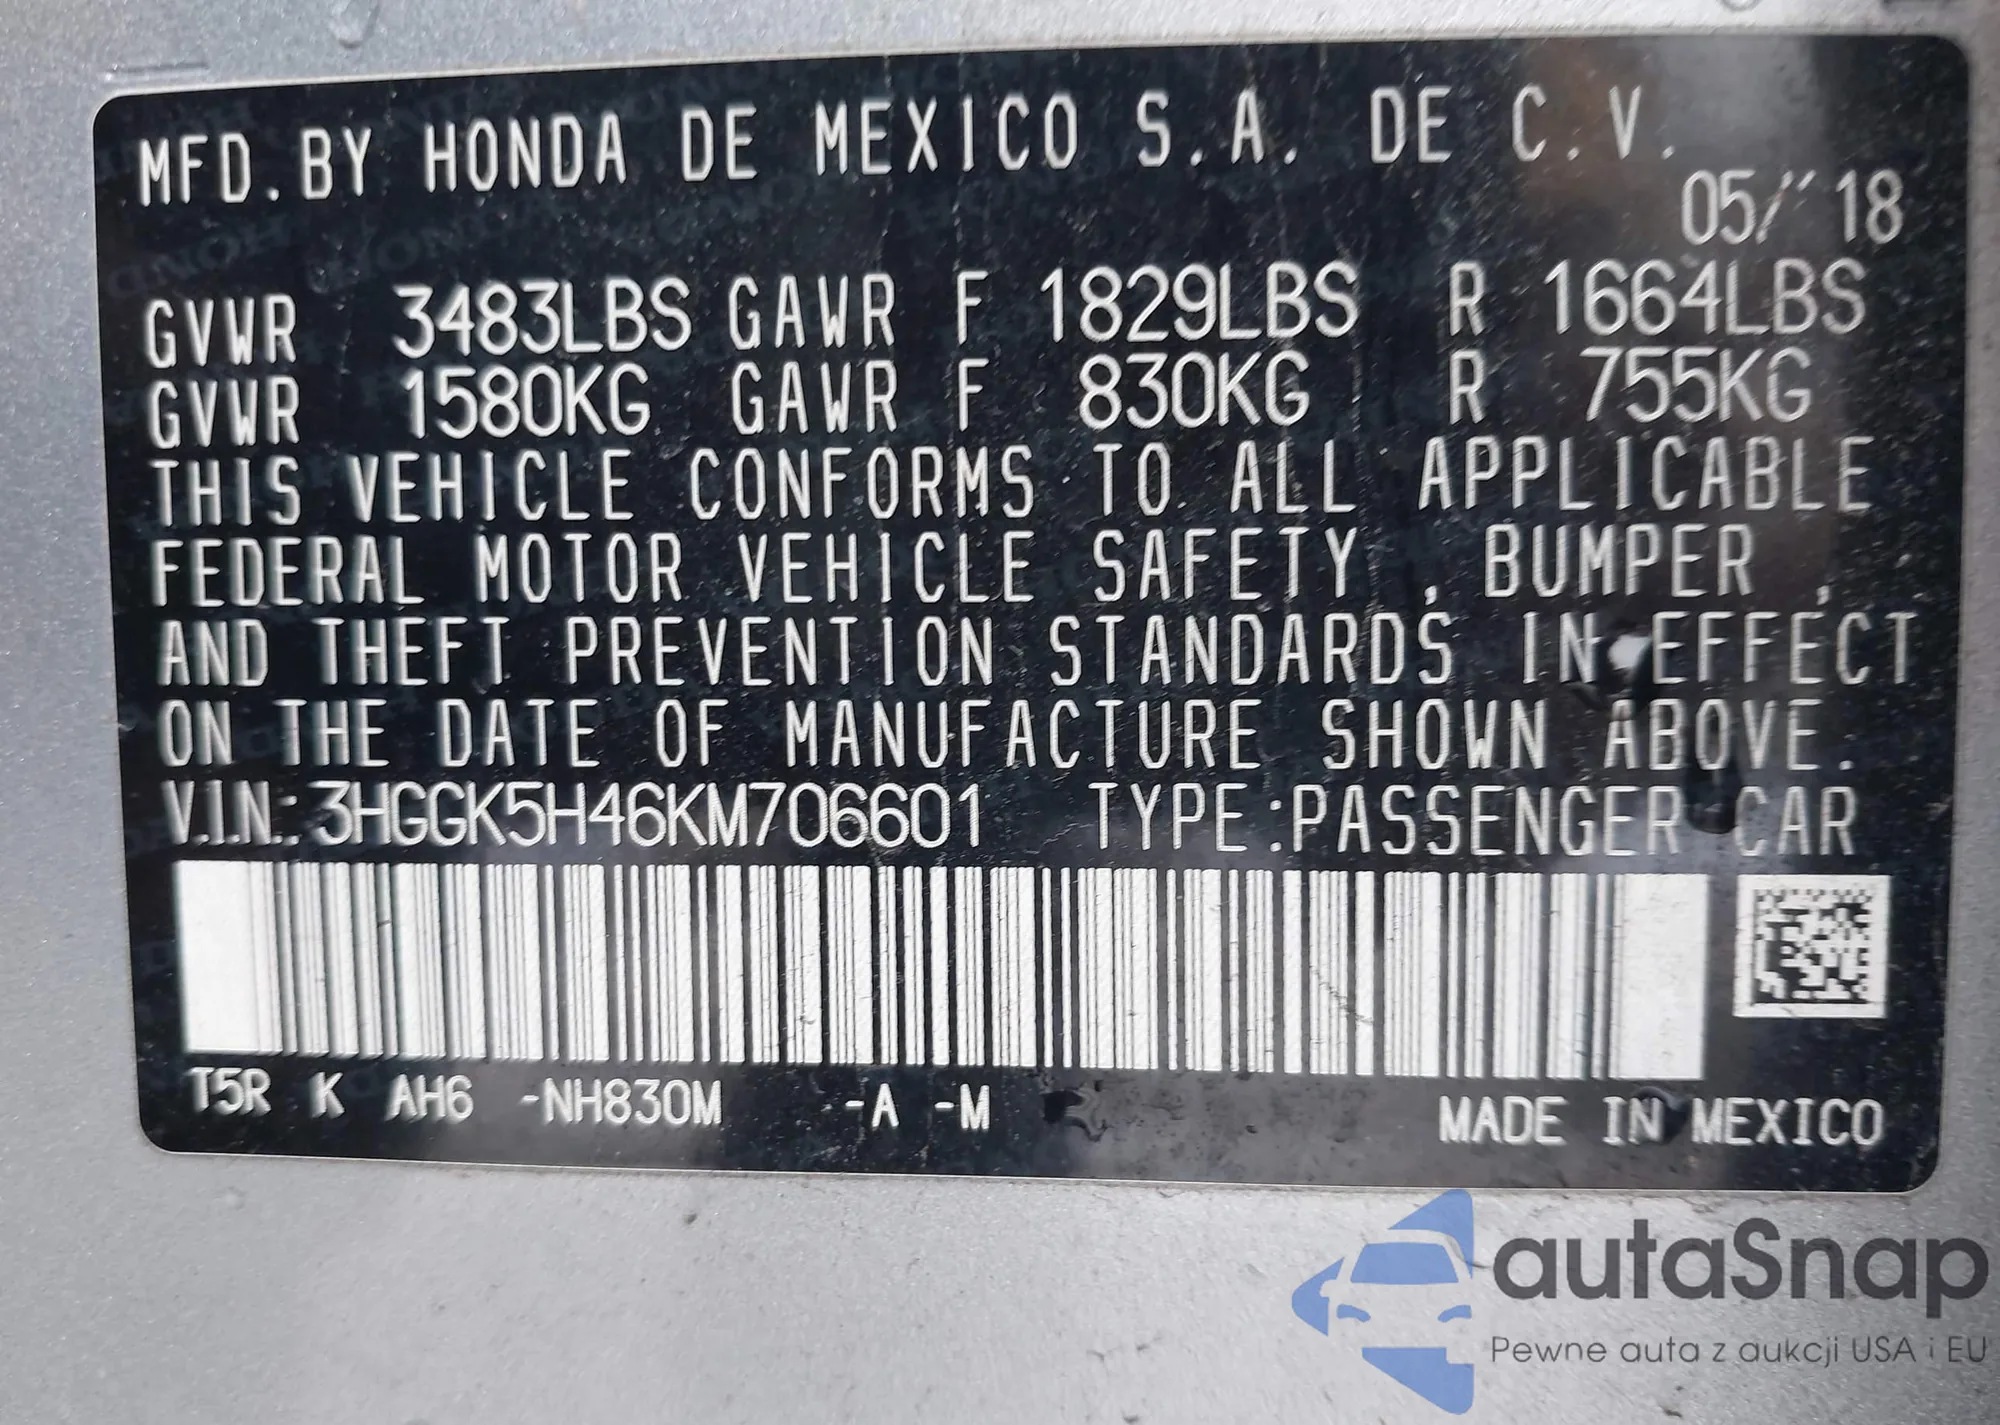 MFD. BY HONDA DE MEXICO S.A. DE C.V.
05/ 18
GVWR 3483LBS GAWR F 1829LBS R 1664LBS
GVWR 1580KG GAWR F 830KG R 755KG
THIS VEHICLE CONFORMS TO ALL APPLICABLE
FEDERAL MOTOR VEHICLE SAFETY , BUMPER ,
AND THEFT PREVENTION STANDARDS IN EFFECT
ON THE DATE OF MANUFACTURE SHOWN ABOVE.
V.I.N.: 3HGGK5H46KM706601 TYPE:PASSENGER CAR
T5R K AH6 -NH830M -A -M MADE IN MEXICO
autaSnap
Pewne auta z aukcji USA i EU